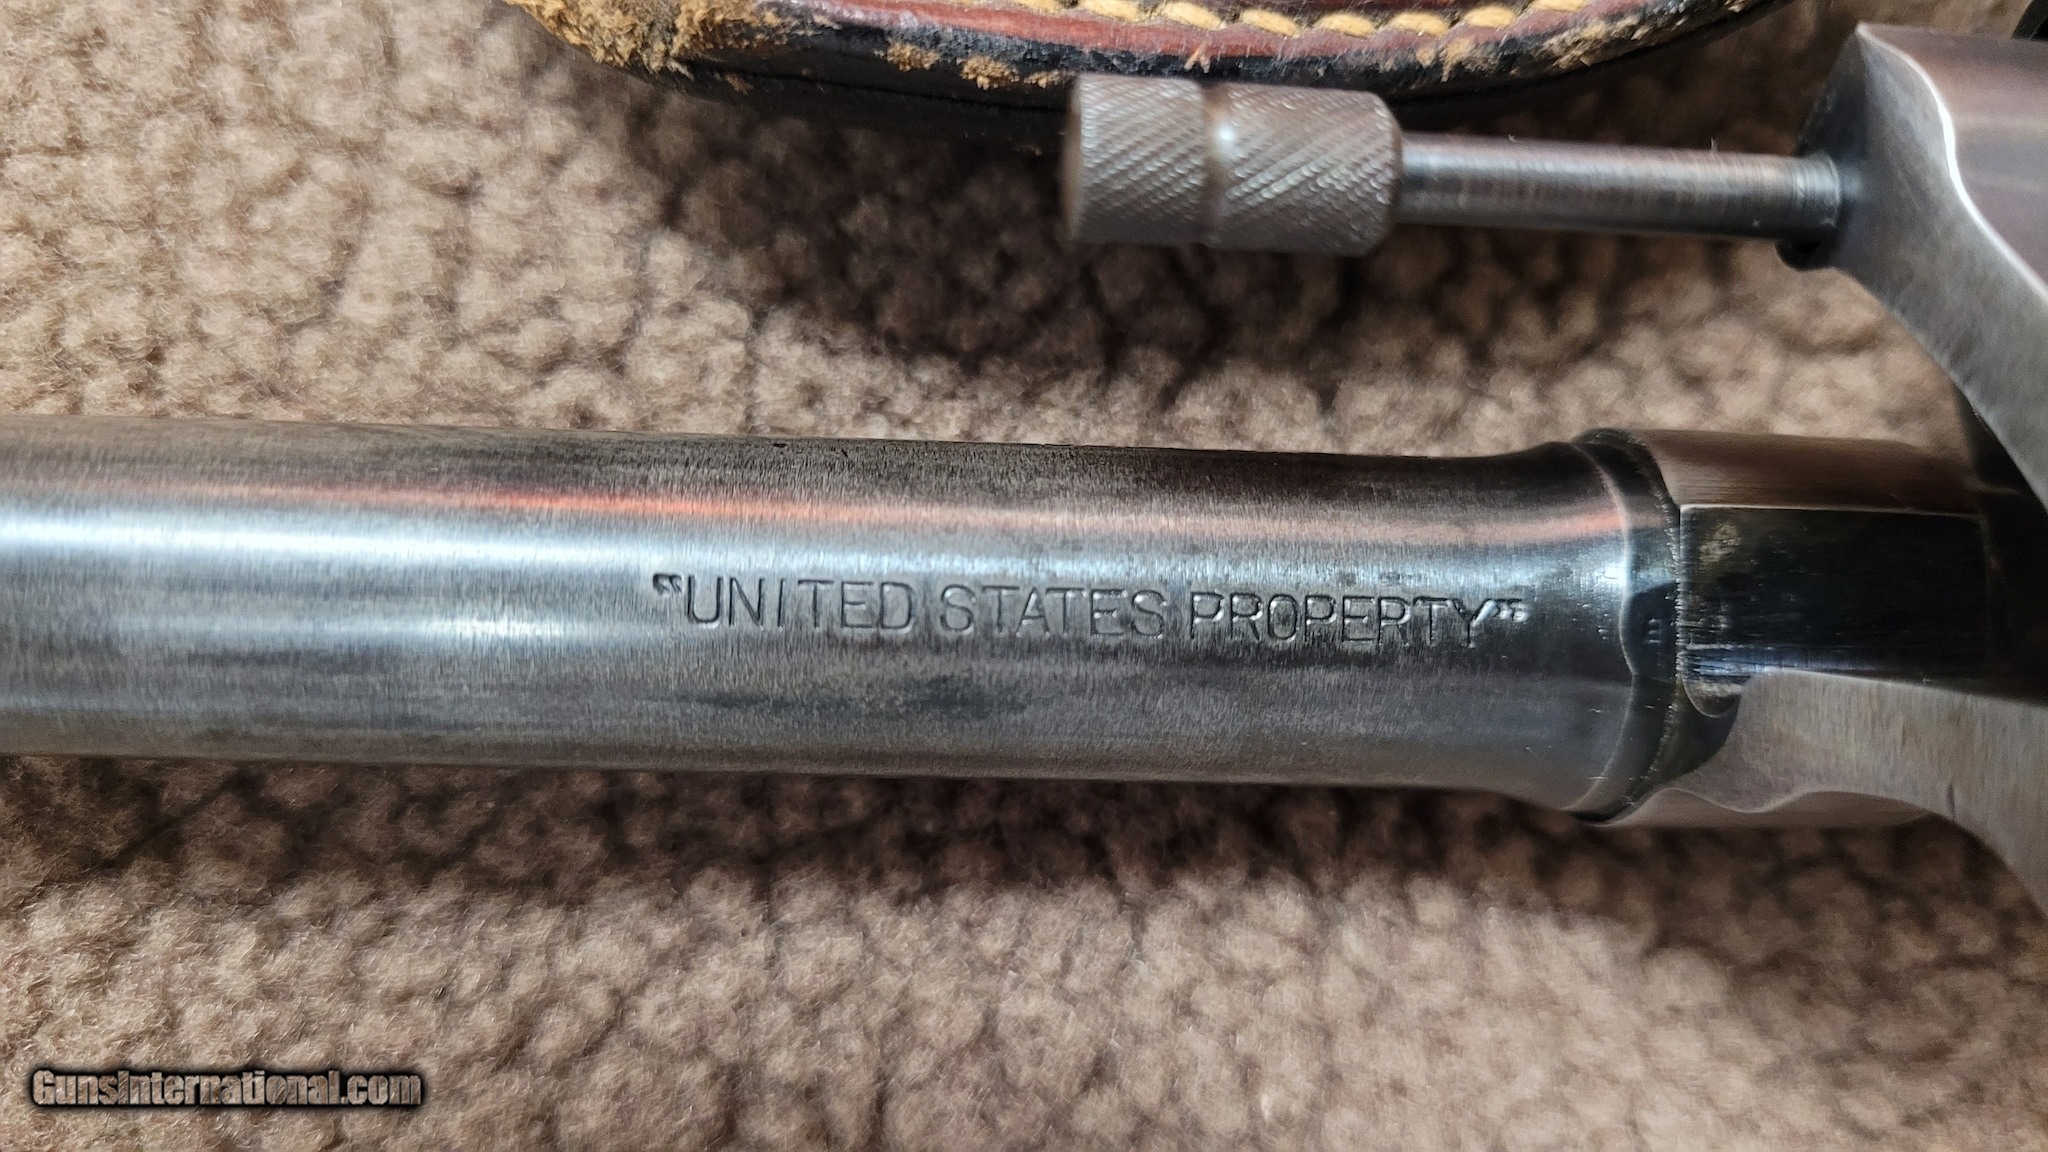 "UNITED STATES PROPERTY"
GunsInternational.com